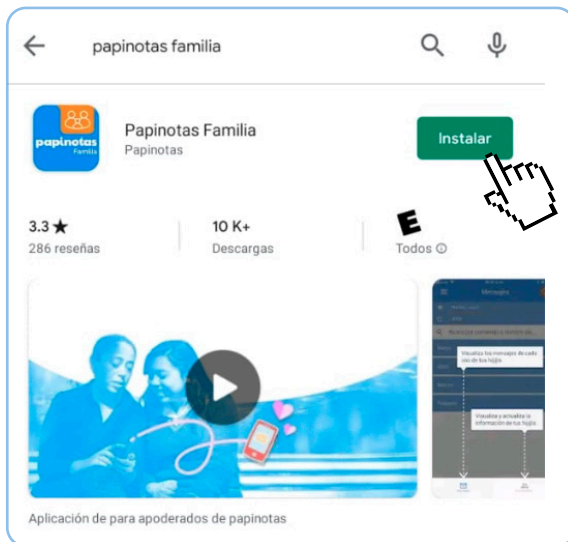 papinotas familia
papinotas
Familia
Papinotas Familia
Papinotas
Instalar
3.3 ★
10 K+
E
286 reseñas
Descargas
Todos
Mensajes
Visualiza los mensajes de cada
uno de tus hijos
Visualiza y actualiza la
información de tus hijos
Aplicación de para apoderados de papinotas